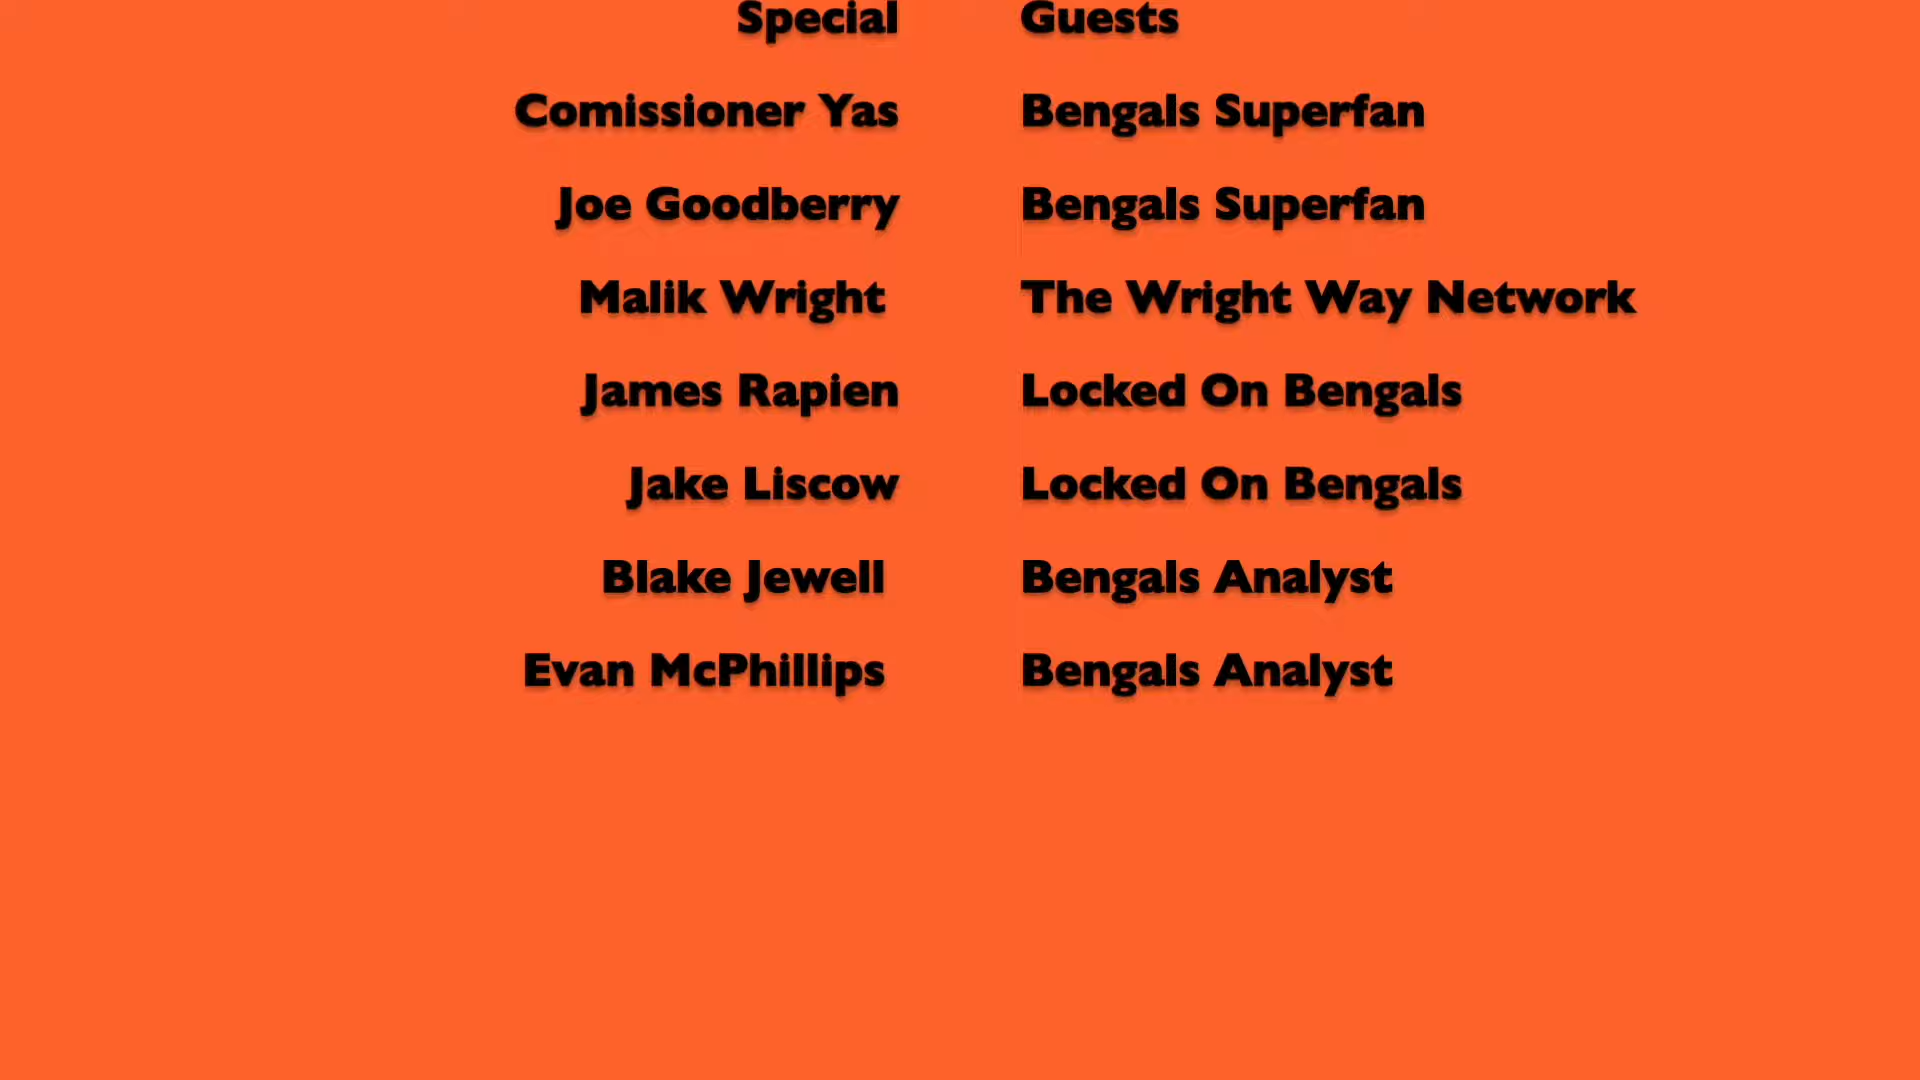 Special Guests
Comissioner Yas Bengals Superfan
Joe Goodberry Bengals Superfan
Malik Wright The Wright Way Network
James Rapien Locked On Bengals
Jake Liscow Locked On Bengals
Blake Jewell Bengals Analyst
Evan McPhillips Bengals Analyst